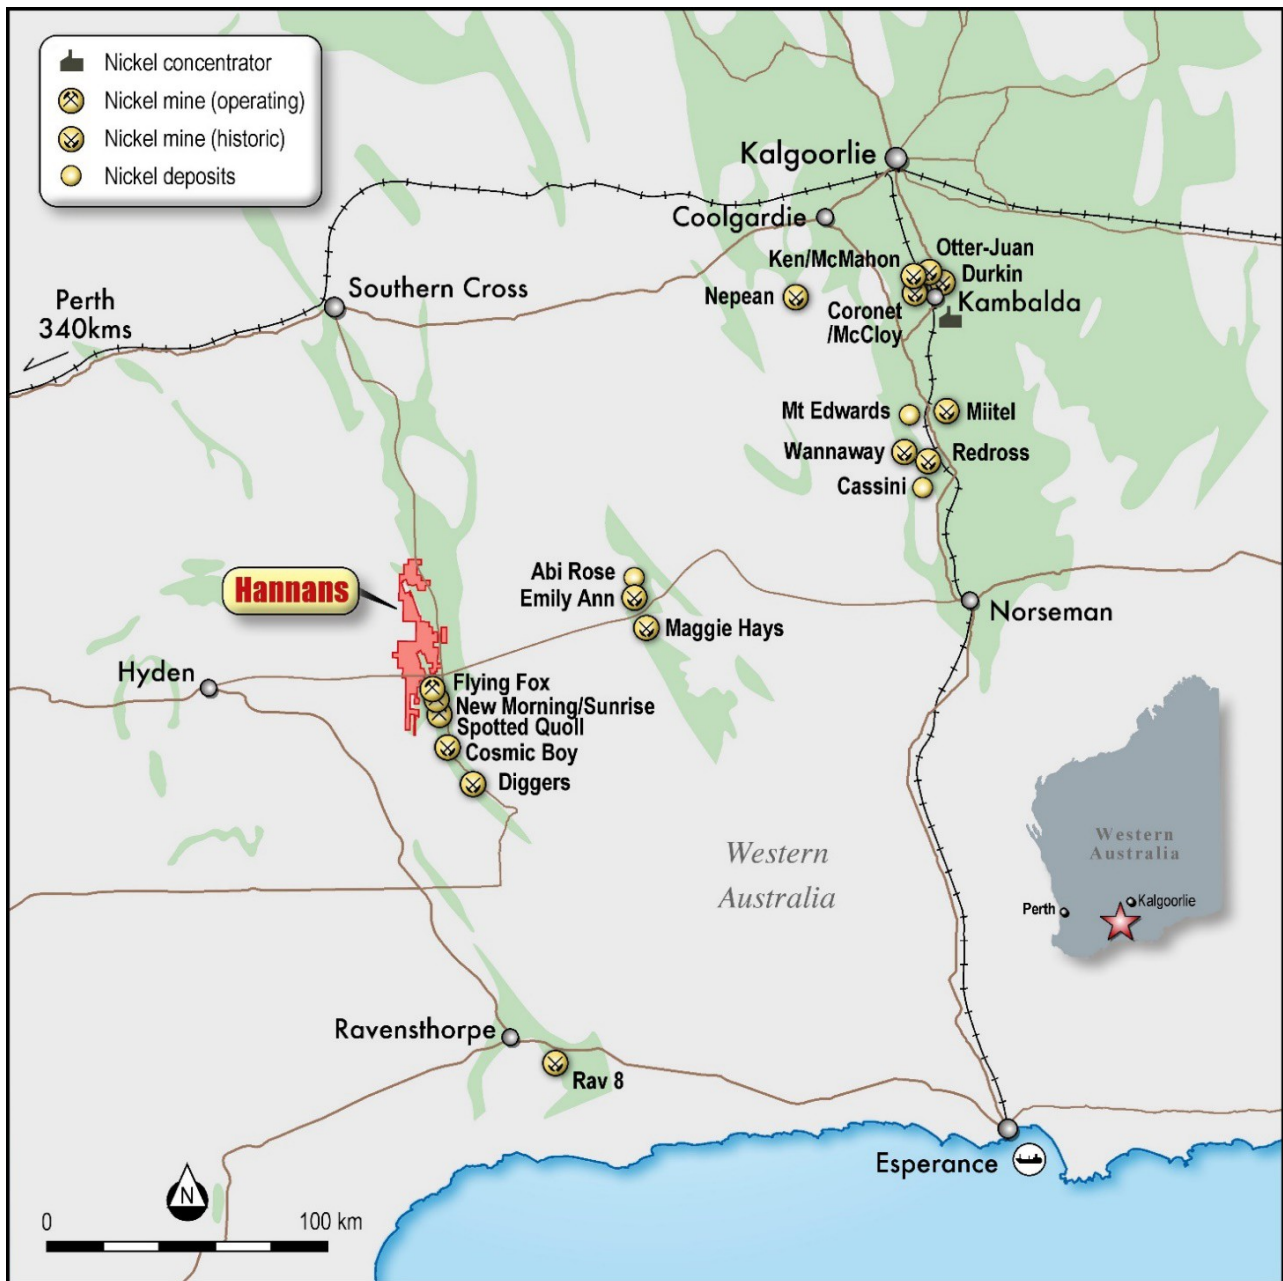 Nickel concentrator
Nickel mine (operating)
Nickel mine (historic)
Nickel deposits
Kalgoorlie
Coolgardie
Otter-Juan
Ken/McMahon
Durkin
Nepean
Kambalda
Coronet
/McCloy
Southern Cross
Perth
340kms
Mt Edwards
Miitel
Wannaway
Redross
Cassini
Hannans
Abi Rose
Emily Ann
Maggie Hays
Norseman
Hyden
Flying Fox
New Morning/Sunrise
Spotted Quoll
Cosmic Boy
Diggers
Western
Australia
Western
Australia
Perth
Kalgoorlie
Ravensthorpe
Rav 8
Esperance
N
0
100 km